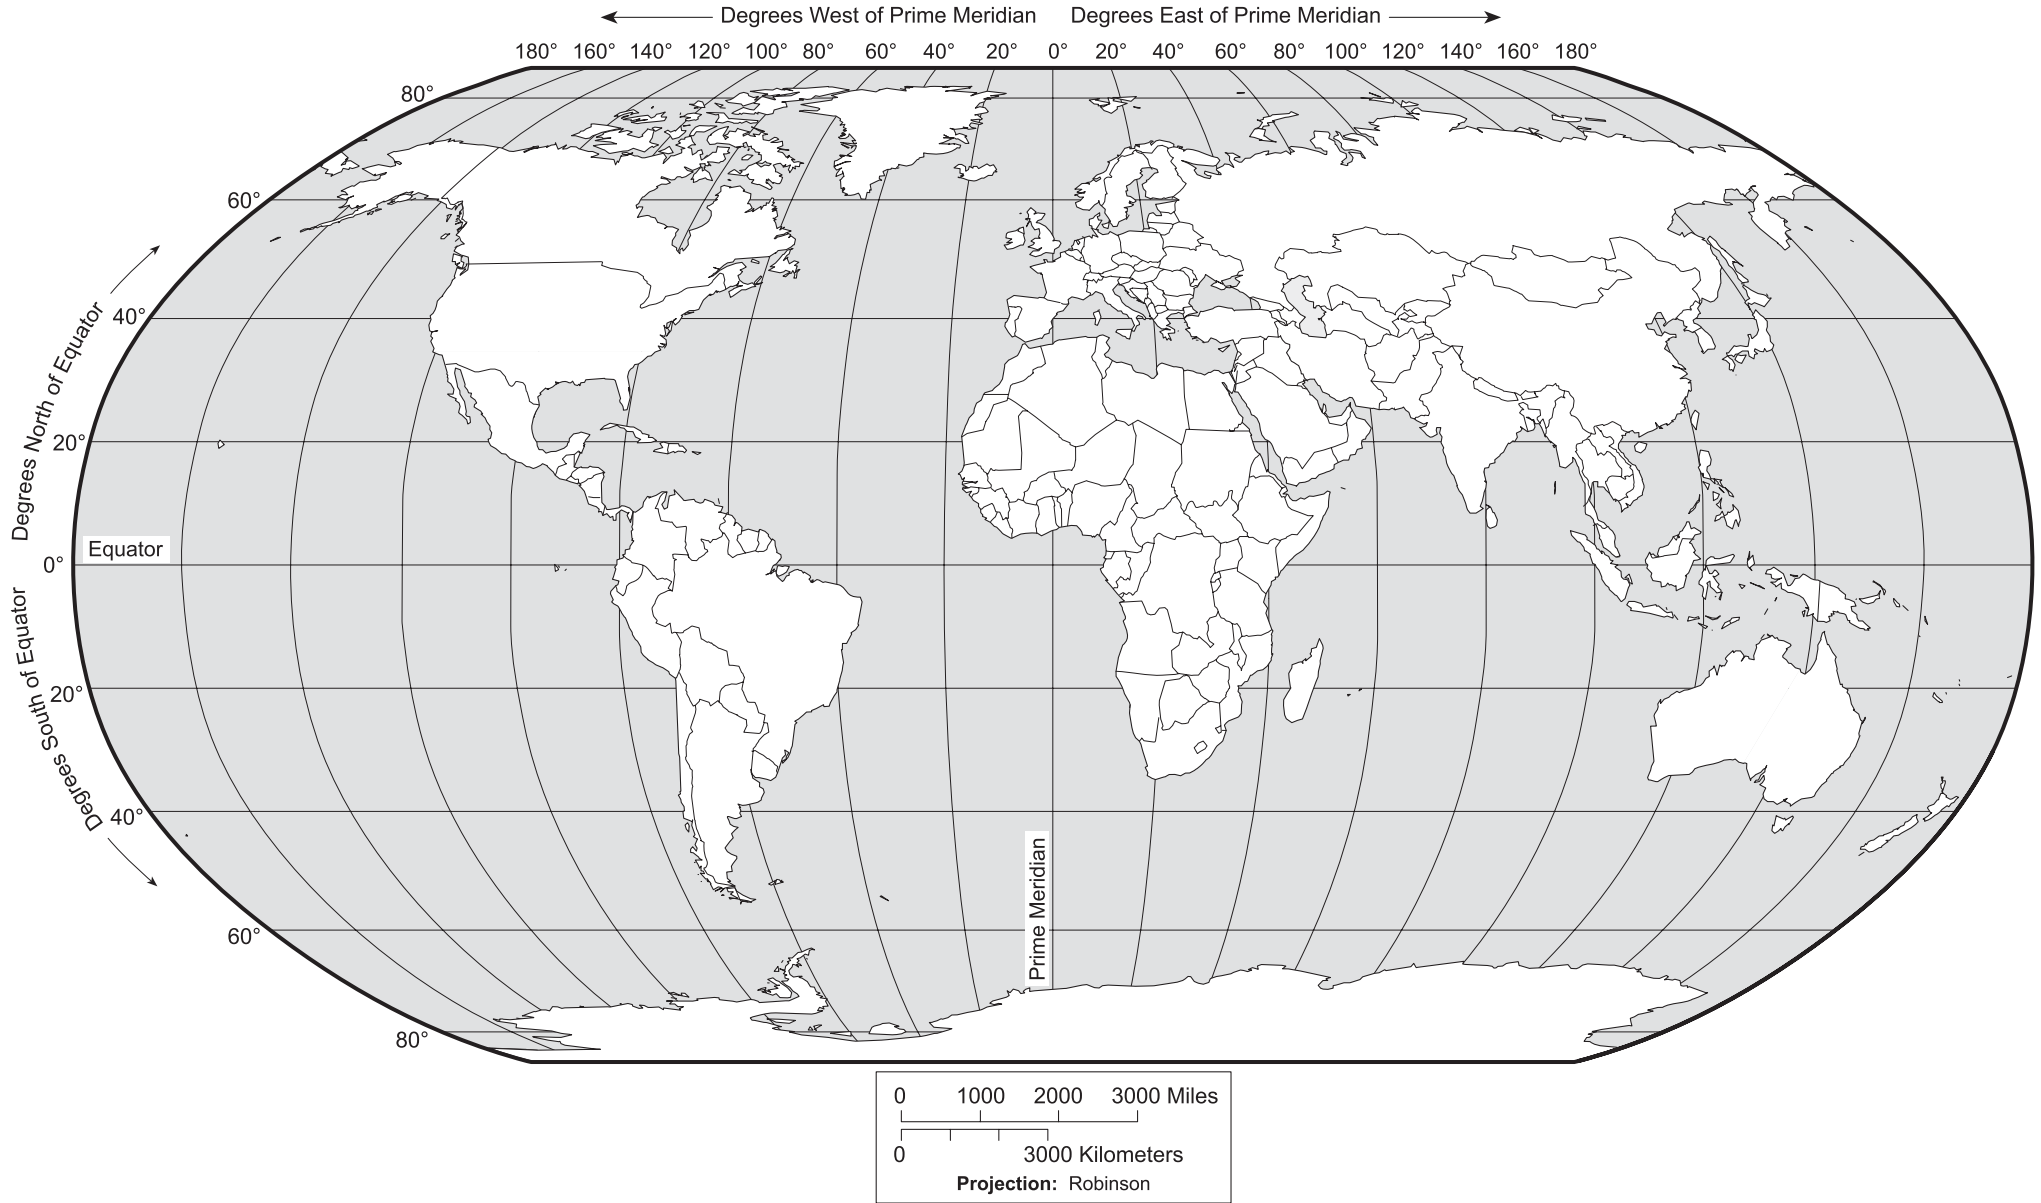 Degrees West of Prime Meridian Degrees East of Prime Meridian
180° 160° 140° 120° 100° 80° 60° 40° 20° 0° 20° 40° 60° 80° 100° 120° 140° 160° 180°
80°
60°
40°
Degrees North of Equator
20°
Equator
0°
Degrees South of Equator
20°
40°
Prime Meridian
60°
80°
0 1000 2000 3000 Miles
0 3000 Kilometers
Projection: Robinson